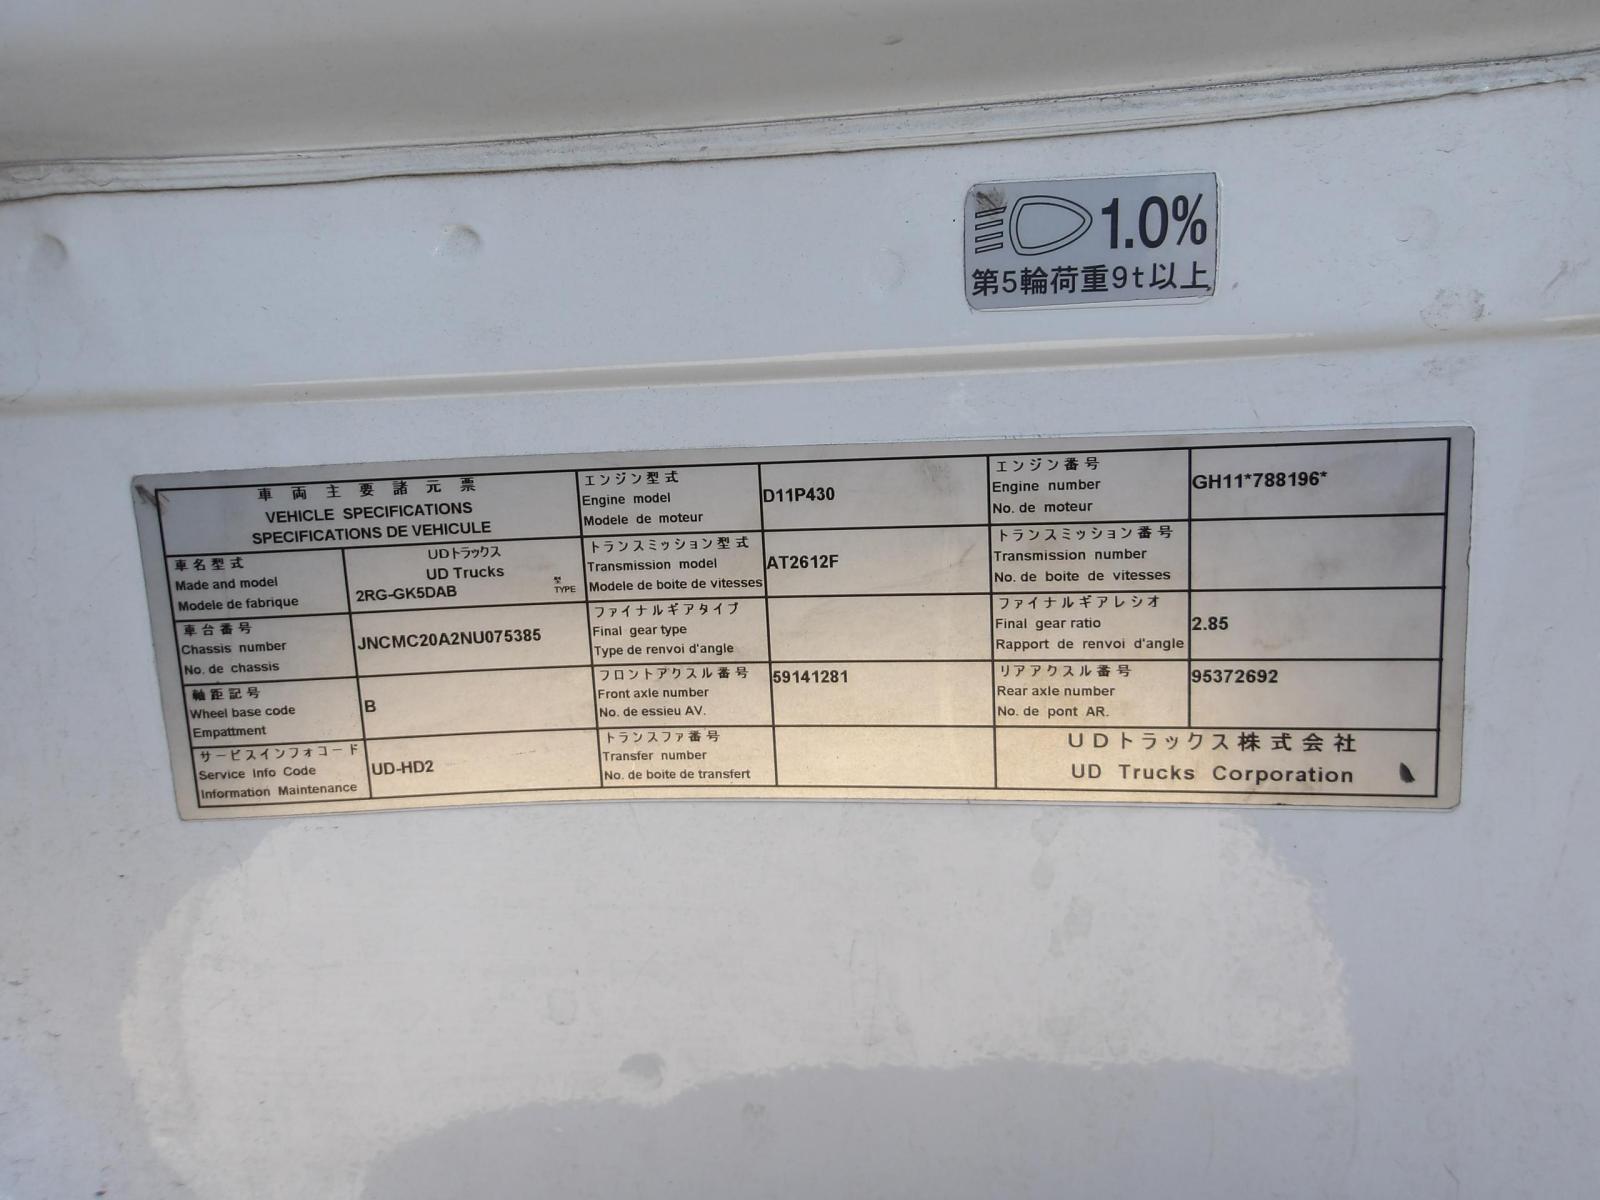 1.0%
第5輪荷重9t以上
車両主要諸元票
VEHICLE SPECIFICATIONS
SPECIFICATIONS DE VEHICULE
車名型式
Made and model
Modele de fabrique
UDトラックス
UD Trucks
2RG-GK5DAB
型
TYPE
車台番号
Chassis number
No. de chassis
JNCMC20A2NU075385
軸距記号
Wheel base code
Empattment
B
サービスインフォコード
Service Info Code
Information Maintenance
UD-HD2
エンジン型式
Engine model
Modele de moteur
D11P430
トランスミッション型式
Transmission model
Modele de boite de vitesses
AT2612F
ファイナルギアタイプ
Final gear type
Type de renvoi d'angle
フロントアクスル番号
Front axle number
No. de essieu AV.
59141281
トランスファ番号
Transfer number
No. de boite de transfert
エンジン番号
Engine number
No. de moteur
GH11*788196*
トランスミッション番号
Transmission number
No. de boite de vitesses
ファイナルギアレシオ
Final gear ratio
Rapport de renvoi d'angle
2.85
リアアクスル番号
Rear axle number
No. de pont AR.
95372692
UDトラックス株式会社
UD Trucks Corporation